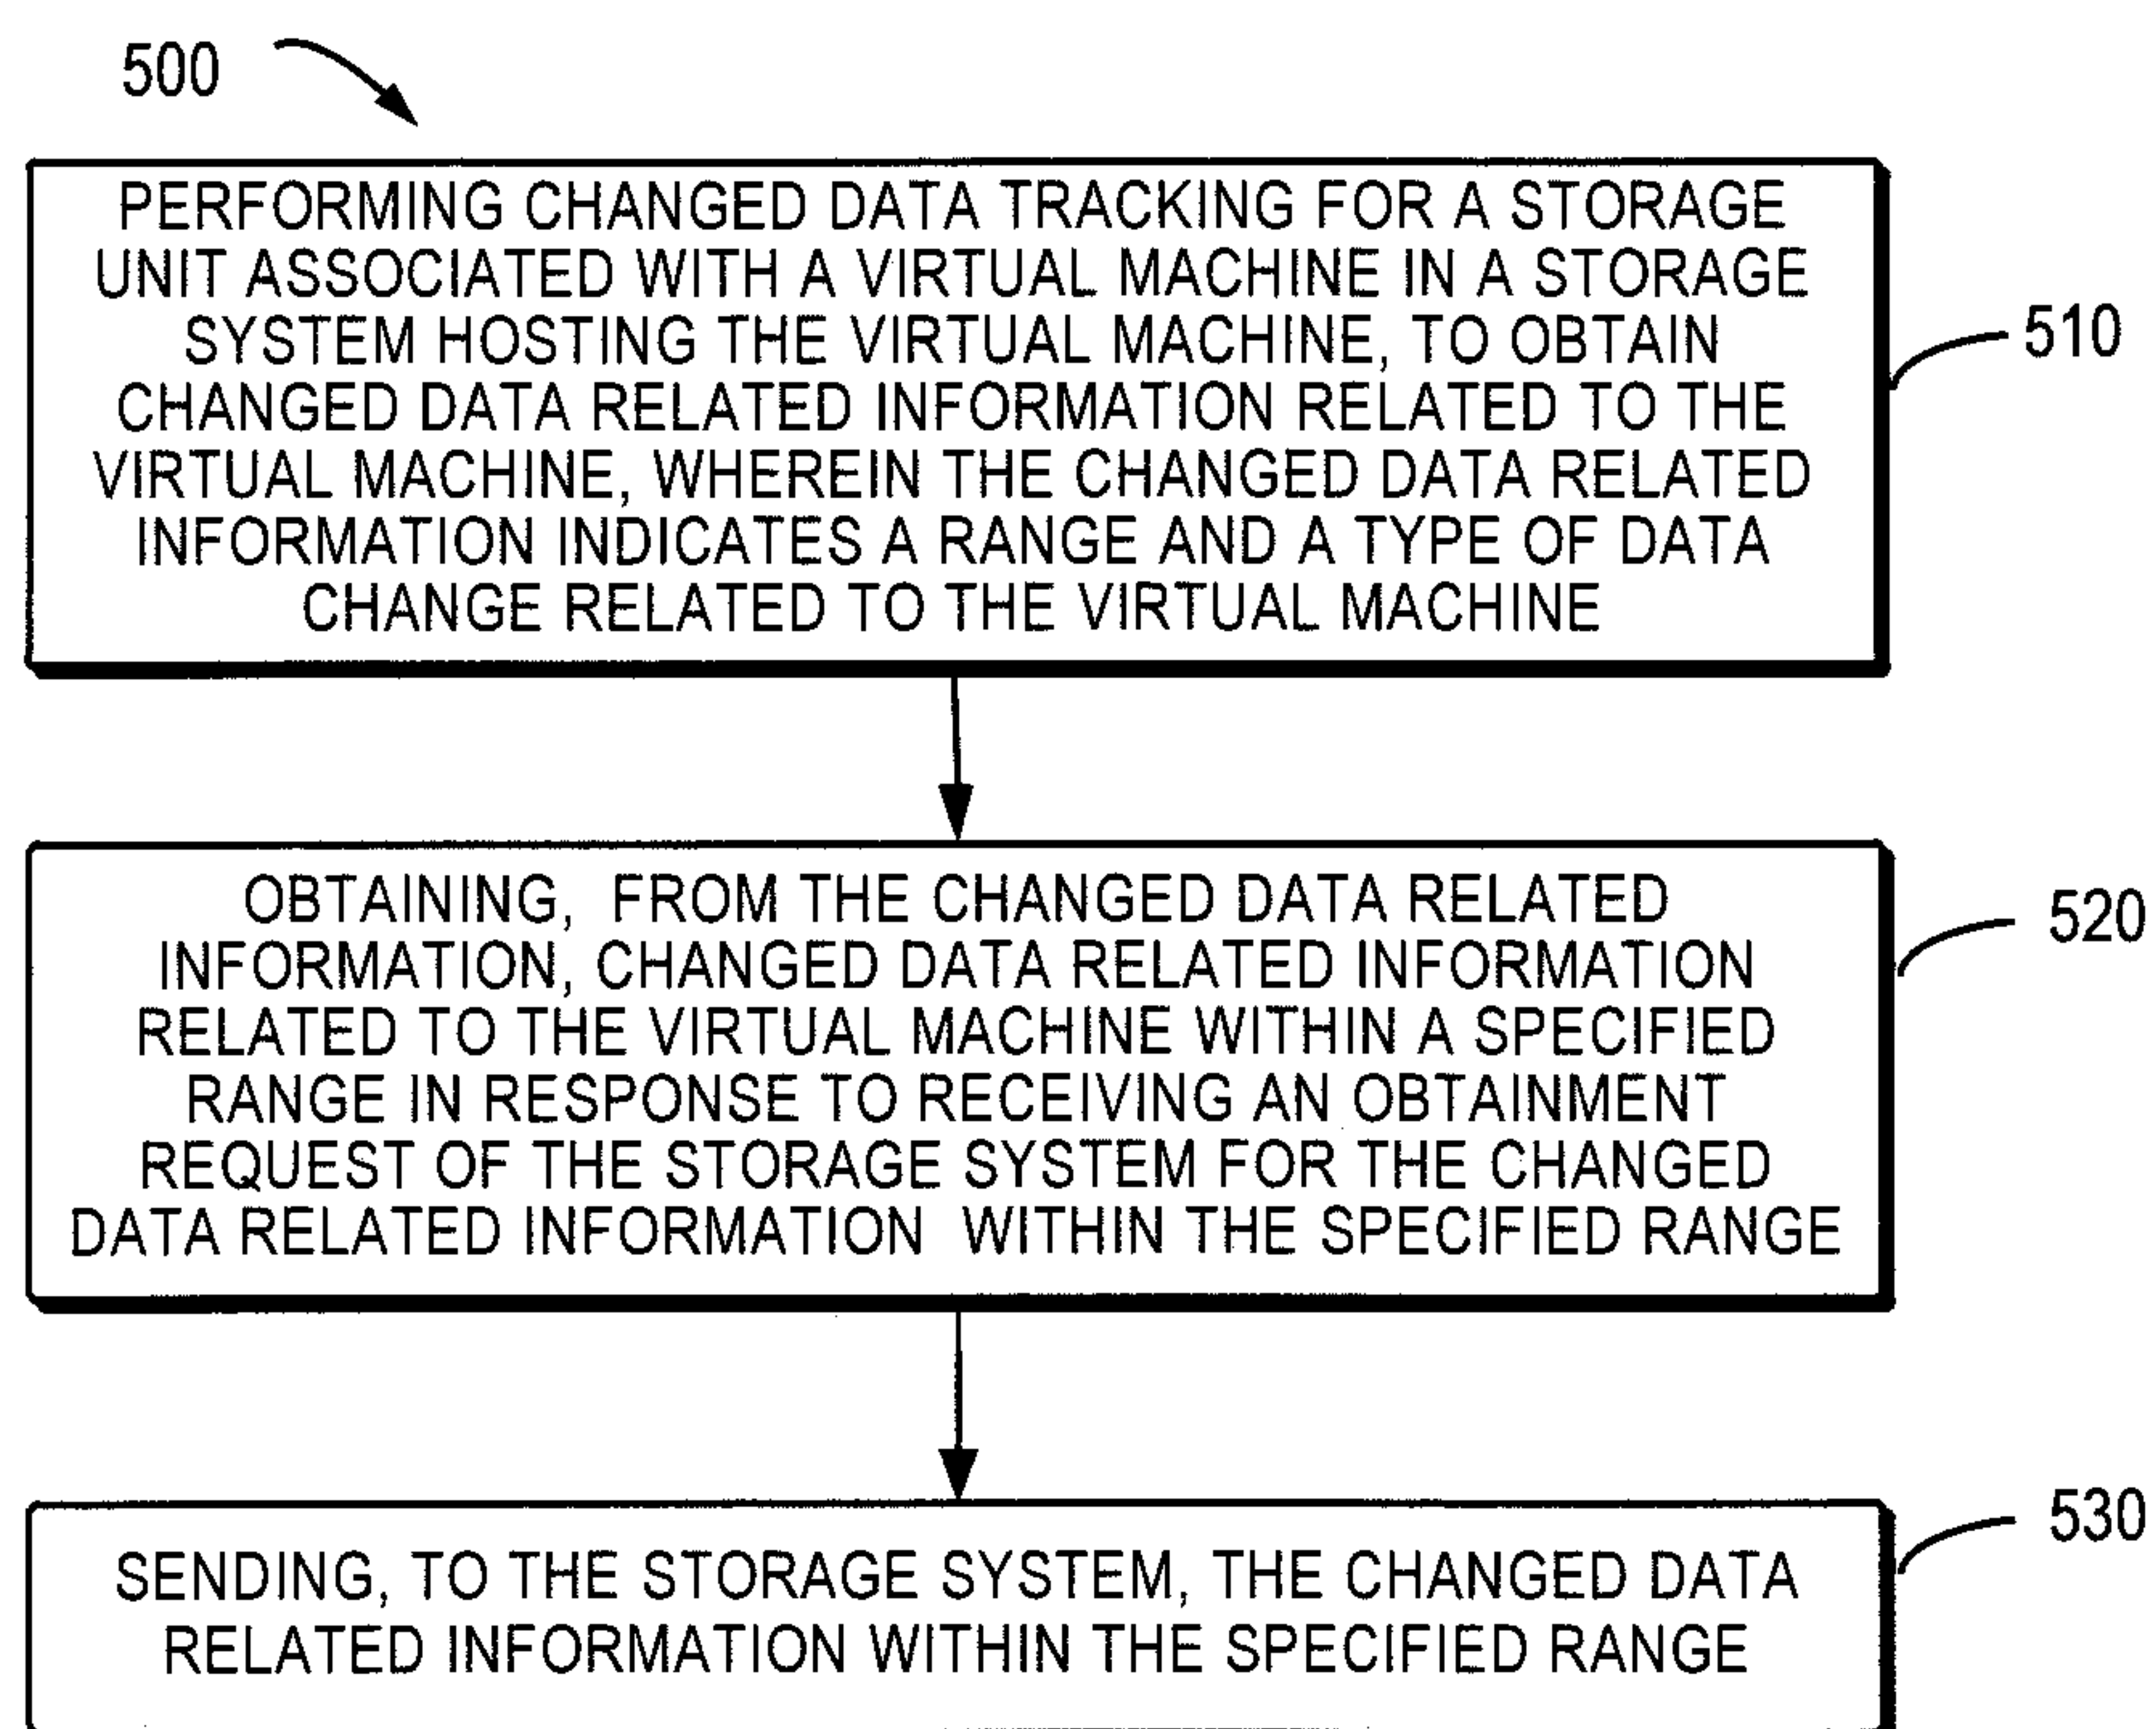 500
PERFORMING CHANGED DATA TRACKING FOR A STORAGE
UNIT ASSOCIATED WITH A VIRTUAL MACHINE IN A STORAGE
SYSTEM HOSTING THE VIRTUAL MACHINE, TO OBTAIN
CHANGED DATA RELATED INFORMATION RELATED TO THE
VIRTUAL MACHINE, WHEREIN THE CHANGED DATA RELATED
INFORMATION INDICATES A RANGE AND A TYPE OF DATA
CHANGE RELATED TO THE VIRTUAL MACHINE
510
OBTAINING, FROM THE CHANGED DATA RELATED
INFORMATION, CHANGED DATA RELATED INFORMATION
RELATED TO THE VIRTUAL MACHINE WITHIN A SPECIFIED
RANGE IN RESPONSE TO RECEIVING AN OBTAINMENT
REQUEST OF THE STORAGE SYSTEM FOR THE CHANGED
DATA RELATED INFORMATION WITHIN THE SPECIFIED RANGE
520
SENDING, TO THE STORAGE SYSTEM, THE CHANGED DATA
RELATED INFORMATION WITHIN THE SPECIFIED RANGE
530